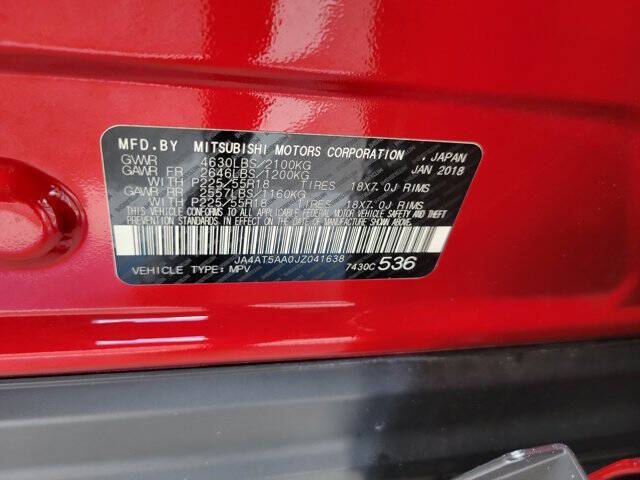 MFD.BY MITSUBISHI MOTORS CORPORATION , JAPAN
GVWR 4630LBS/2100KG JAN 2018
GAWR FR 2646LBS/1200KG
WITH P225/55R18 TIRES 18X7.0J RIMS
GAWR RR 2557LBS/1160KG
WITH P225/55R18 TIRES 18X7.0J RIMS
THIS VEHICLE CONFORMS TO ALL APPLICABLE FEDERAL MOTOR VEHICLE SAFETY AND
THEFT PREVENTION STANDARDS IN EFFECT ON THE DATE OF MANUFACTURE SHOWN ABOVE.
JA4AT5AA0JZ041638
VEHICLE TYPE: MPV 7430C 536